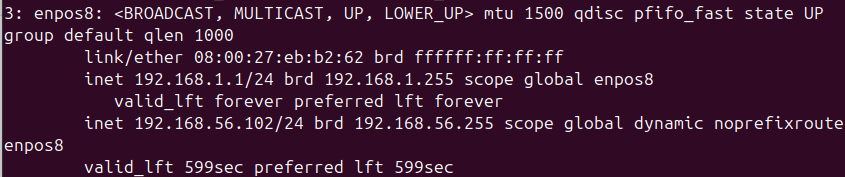 3: enpos8: <BROADCAST, MULTICAST, UP, LOWER_UP> mtu 1500 qdisc pfifo_fast state UP
group default qlen 1000
link/ether 08:00:27:eb:b2:62 brd ffffff:ff:ff:ff
inet 192.168.1.1/24 brd 192.168.1.255 scope global enpos8
valid_lft forever preferred lft forever
inet 192.168.56.102/24 brd 192.168.56.255 scope global dynamic noprefixroute
enpos8
valid_lft 599sec preferred lft 599sec